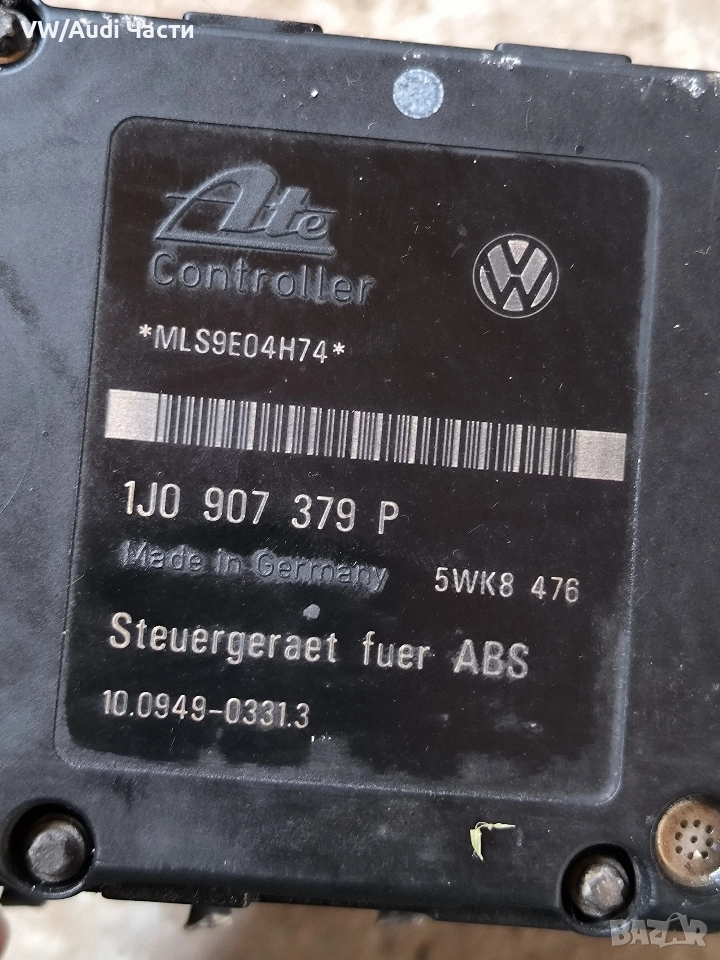 VW/Audi Части
Ate
Controller
*MLS9E04H74*
1J0 907 379 P
Made in Germany
5WK8 476
Steuergeraet fuer ABS
10.0949-0331.3
BAZAR